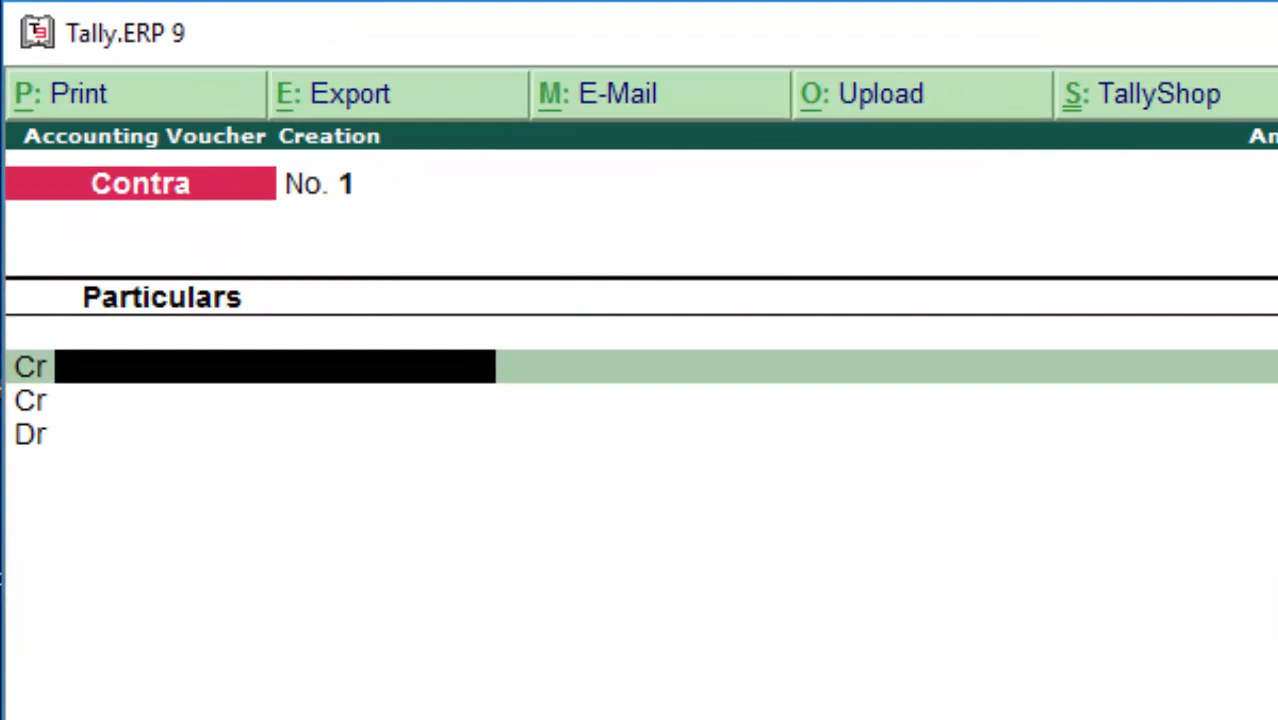 Tally.ERP 9
P: Print E: Export M: E-Mail O: Upload S: TallyShop
Accounting Voucher Creation
Contra No. 1
Particulars
Cr
Cr
Dr